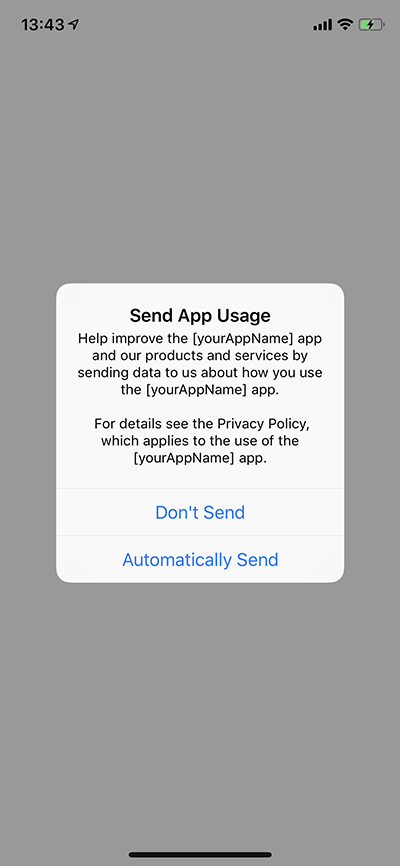 13:43
Send App Usage
Help improve the [yourAppName] app
and our products and services by
sending data to us about how you use
the [yourAppName] app.
For details see the Privacy Policy,
which applies to the use of the
[yourAppName] app.
Don't Send
Automatically Send